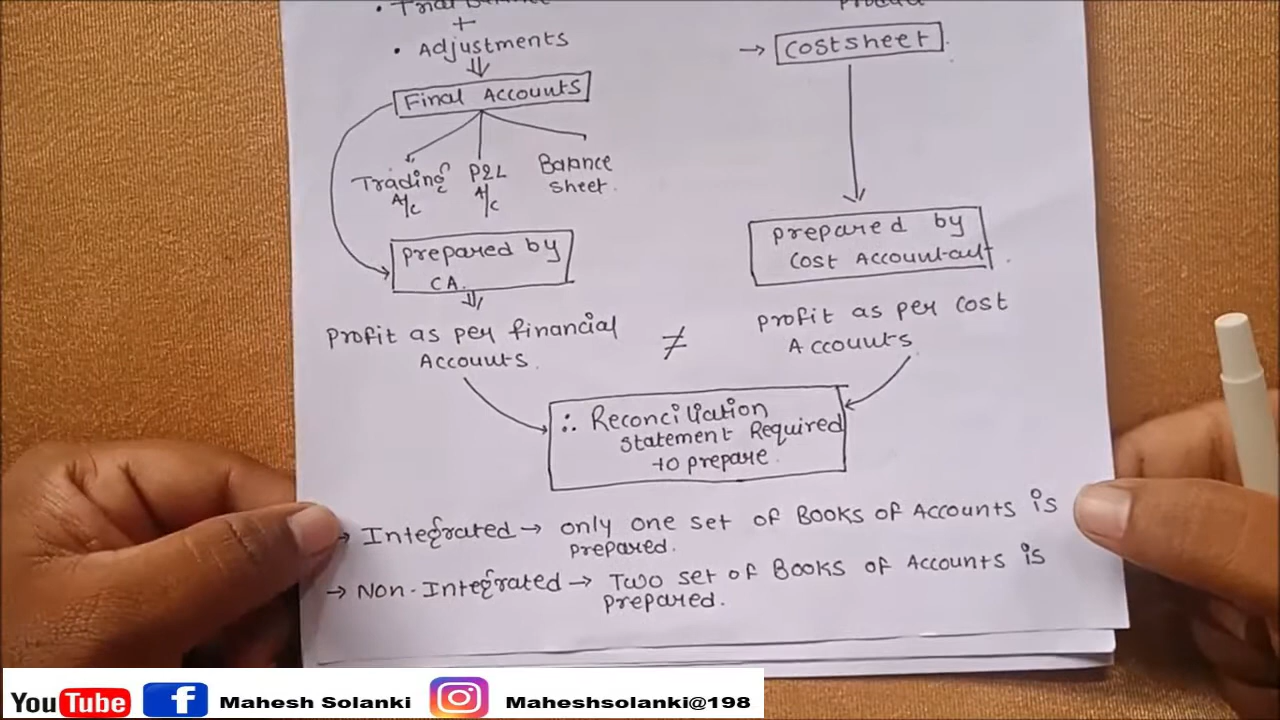 +
• Adjustments
Final Accounts
Trading
A/c
P&L
A/c
Balance
sheet.
prepared by
CA.
Profit as per financial
Accounts.
→ Costsheet.
prepared by
Cost Accountant.
≠
profit as per cost
Accounts.
∴ Reconciliation
statement Required
to prepare.
→ Integrated → only one set of Books of Accounts is
prepared.
→ Non-Integrated → Two set of Books of Accounts is
prepared.
YouTube f Mahesh Solanki Maheshsolanki@198